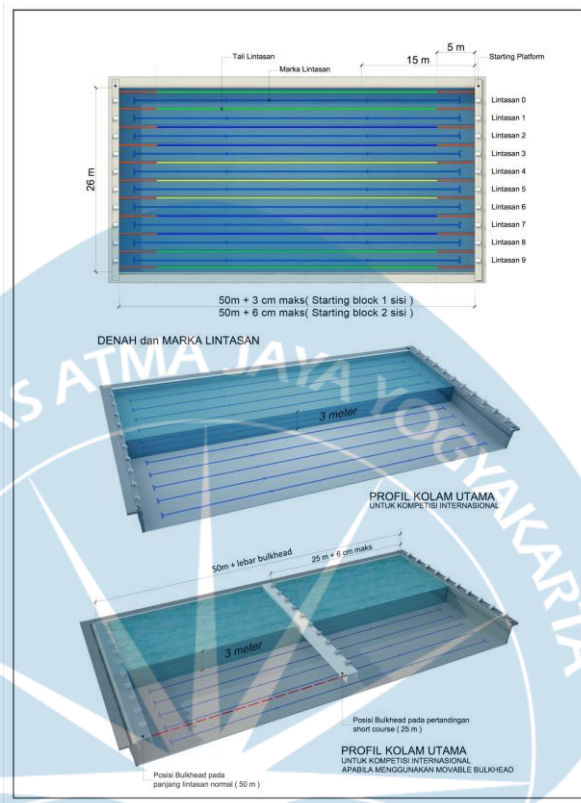 5 m
Tali Lintasan
15 m
Starting Platform
Marka Lintasan
Lintasan 0
Lintasan 1
Lintasan 2
Lintasan 3
26 m
Lintasan 4
Lintasan 5
Lintasan 6
Lintasan 7
Lintasan 8
Lintasan 9
50m + 3 cm maks( Starting block 1 sisi )
50m + 6 cm maks( Starting block 2 sisi )
DENAH dan MARKA LINTASAN
AS ATMA JAYA YOGYAKARTA
3 meter
PROFIL KOLAM UTAMA
UNTUK KOMPETISI INTERNASIONAL
50m + lebar bulkhead
25 m + 6 cm maks
3 meter
Posisi Bulkhead pada pertandingan
short course ( 25 m )
PROFIL KOLAM UTAMA
UNTUK KOMPETISI INTERNASIONAL
APABILA MENGGUNAKAN MOVABLE BULKHEAD
Posisi Bulkhead pada
panjang lintasan normal ( 50 m )